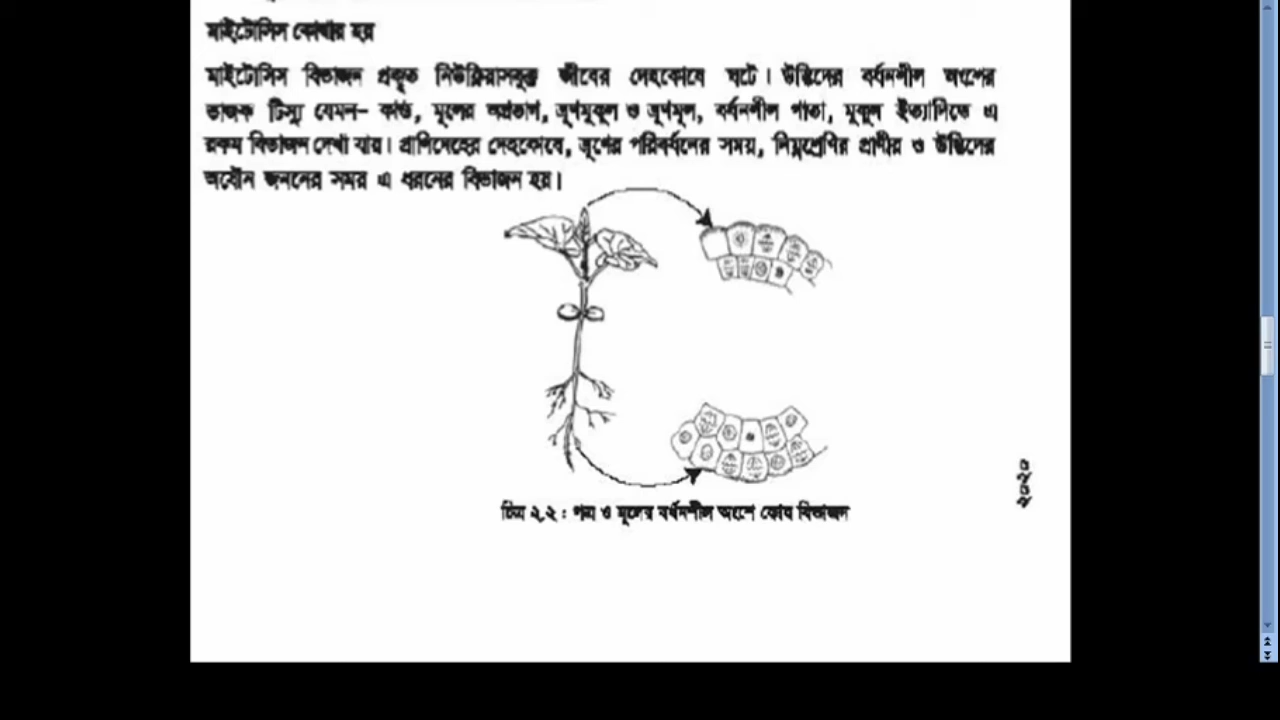 মাইটোসিস কোথায় হয়
মাইটোসিস বিভাজন প্রকৃত নিউক্লিয়াসযুক্ত জীবের দেহকোষে ঘটে। উদ্ভিদের বর্ধনশীল অংশের
ভাজক টিস্যু যেমন- কাণ্ড, মূলের অগ্রভাগ, ভ্রূণমুকুল ও ভ্রূণমূল, বর্ধনশীল পাতা, মুকুল ইত্যাদিতে এ
রকম বিভাজন দেখা যায়। প্রাণিদেহের দেহকোষে, ভ্রূণের পরিবর্ধনের সময়, নিম্নশ্রেণির প্রাণীর ও উদ্ভিদের
অযৌন জননের সময় এ ধরনের বিভাজন হয়।
চিত্র ২.২ : পত্র ও মূলের বর্ধনশীল অংশে কোষ বিভাজন